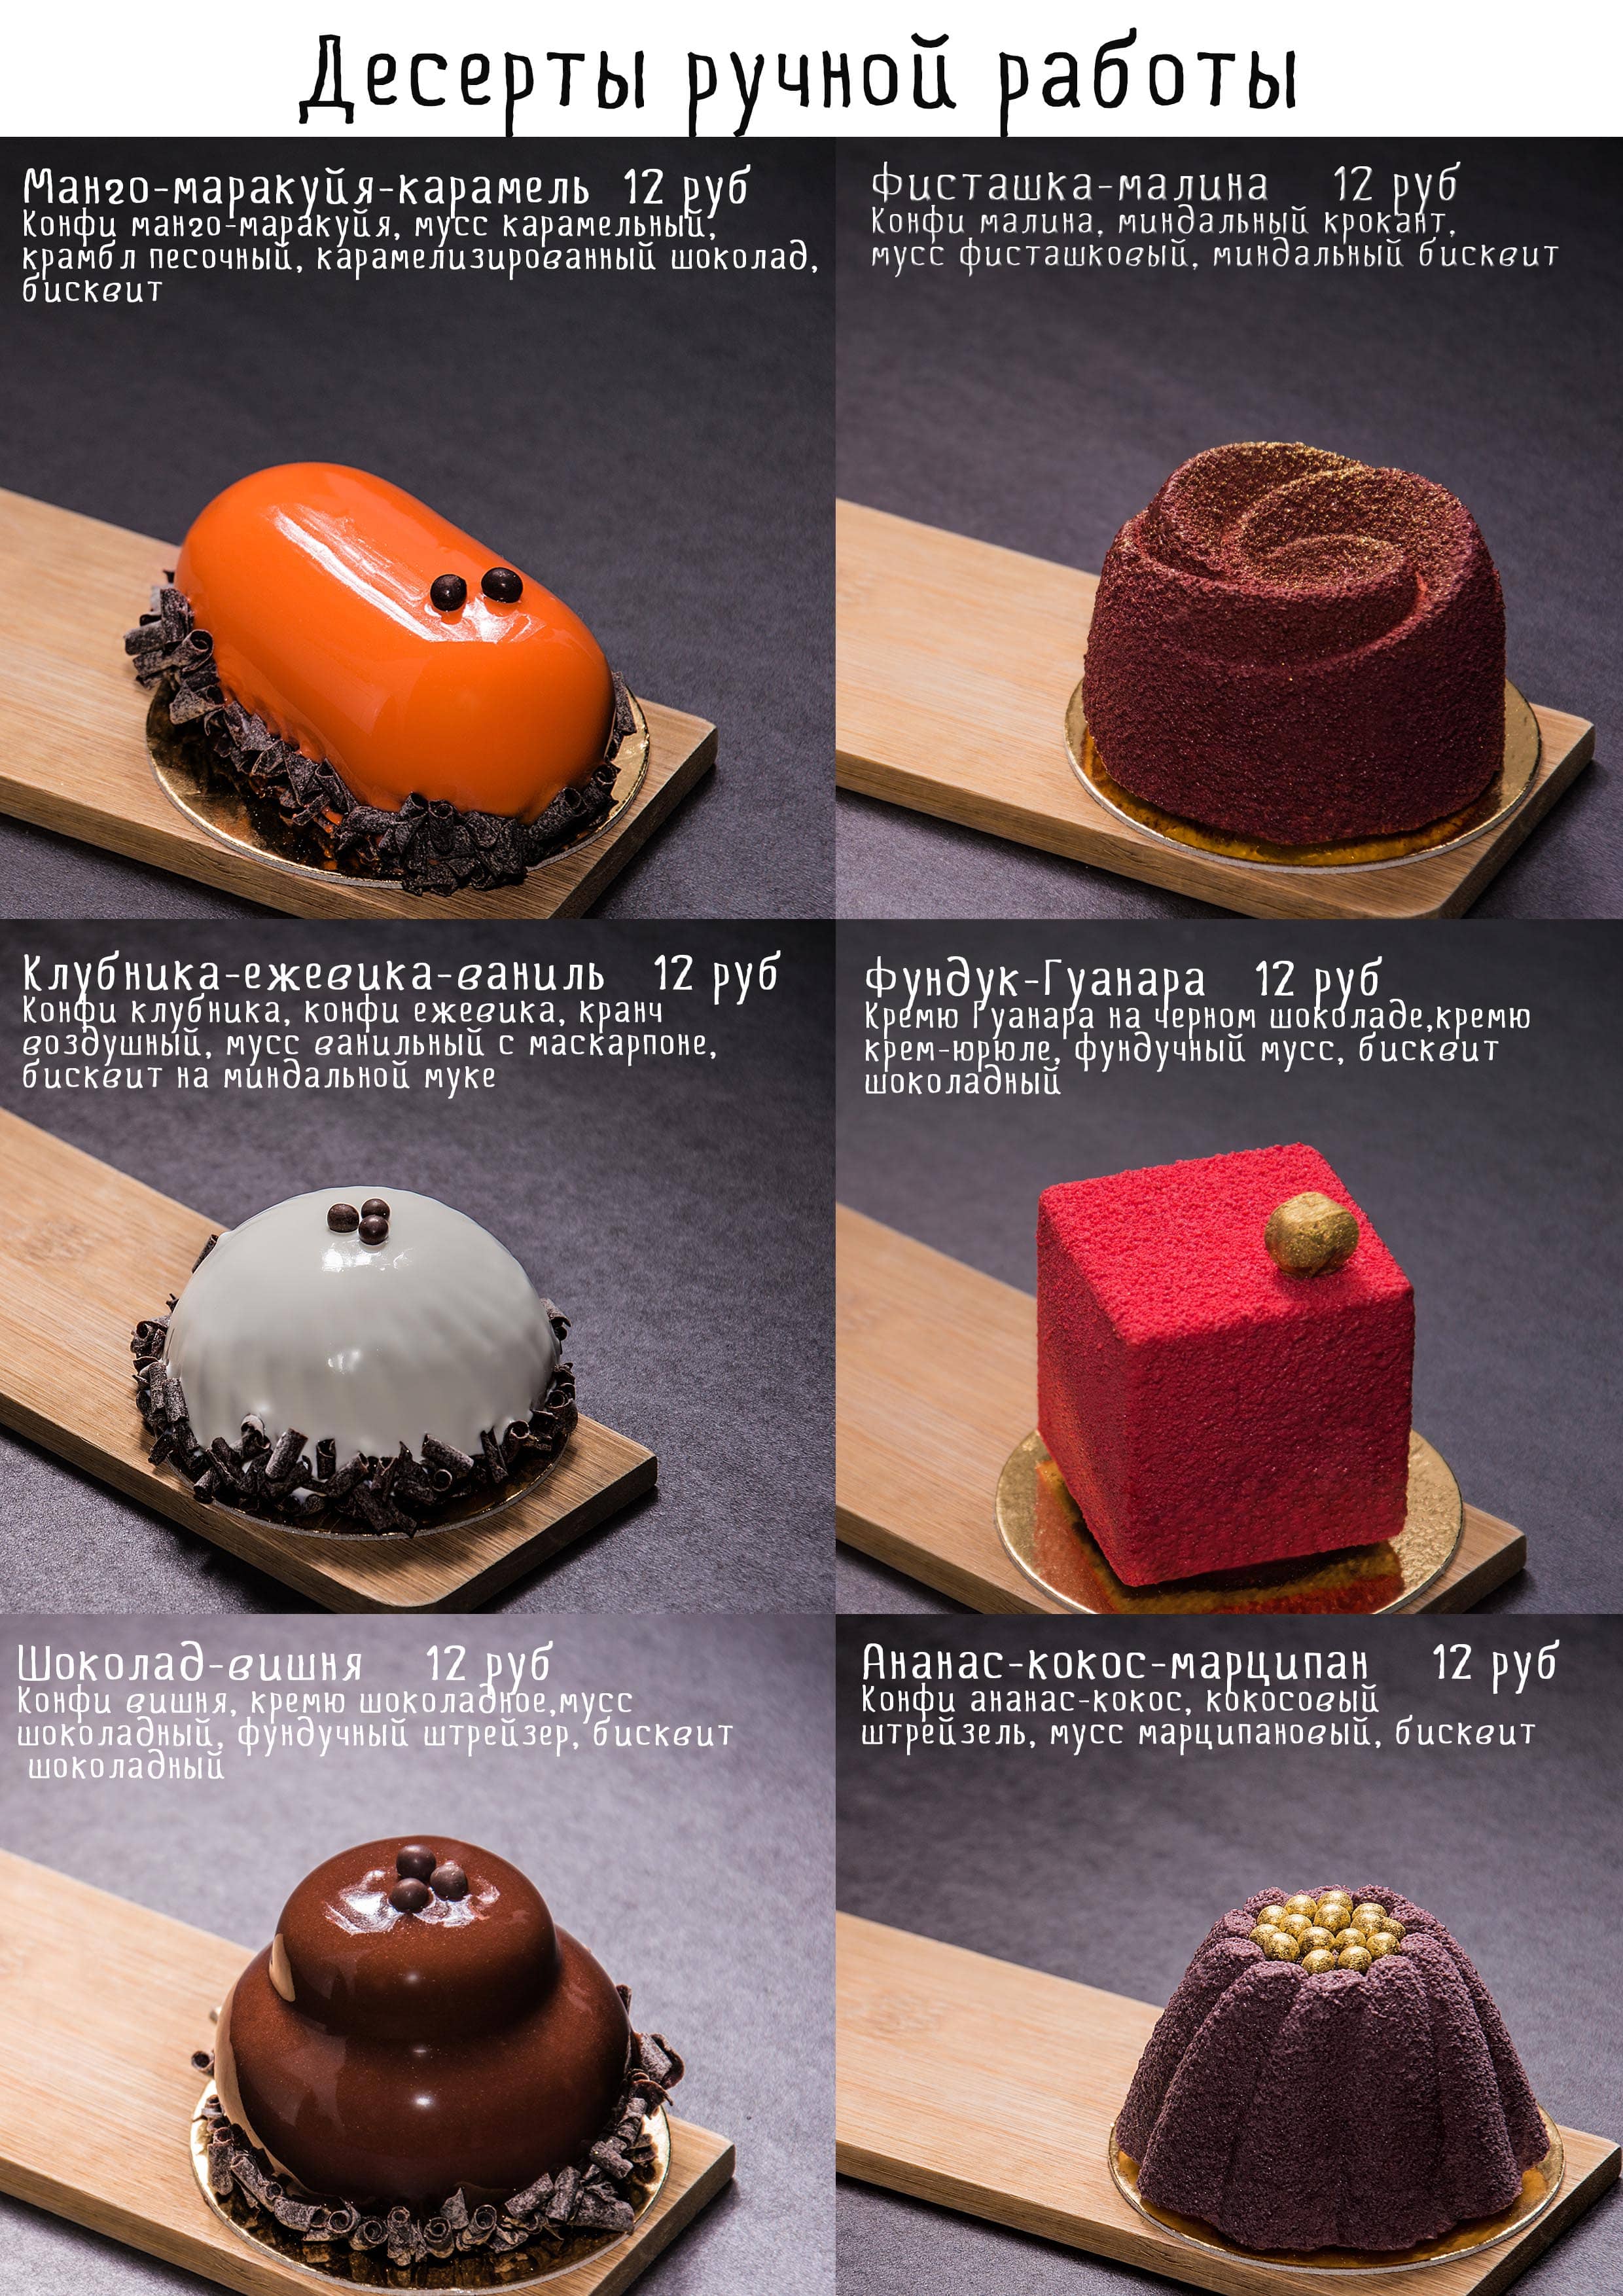 Десерты ручной работы
Манго-маракуйя-карамель 12 руб
Конфи манго-маракуйя, мусс карамельный,
крамбл песочный, карамелизированный шоколад,
бисквит
Фисташка-малина 12 руб
Конфи малина, миндальный крокант,
мусс фисташковый, миндальный бисквит
Клубника-ежевика-ваниль 12 руб
Конфи клубника, конфи ежевика, кранч
воздушный, мусс ванильный с маскарпоне,
бисквит на миндальной муке
Фундук-Гуанара 12 руб
Кремю Гуанара на черном шоколаде,кремю
крем-юрюле, фундучный мусс, бисквит
шоколадный
Шоколад-вишня 12 руб
Конфи вишня, кремю шоколадное,мусс
шоколадный, фундучный штрейзер, бисквит
шоколадный
Ананас-кокос-марципан 12 руб
Конфи ананас-кокос, кокосовый
штрейзель, мусс марципановый, бисквит